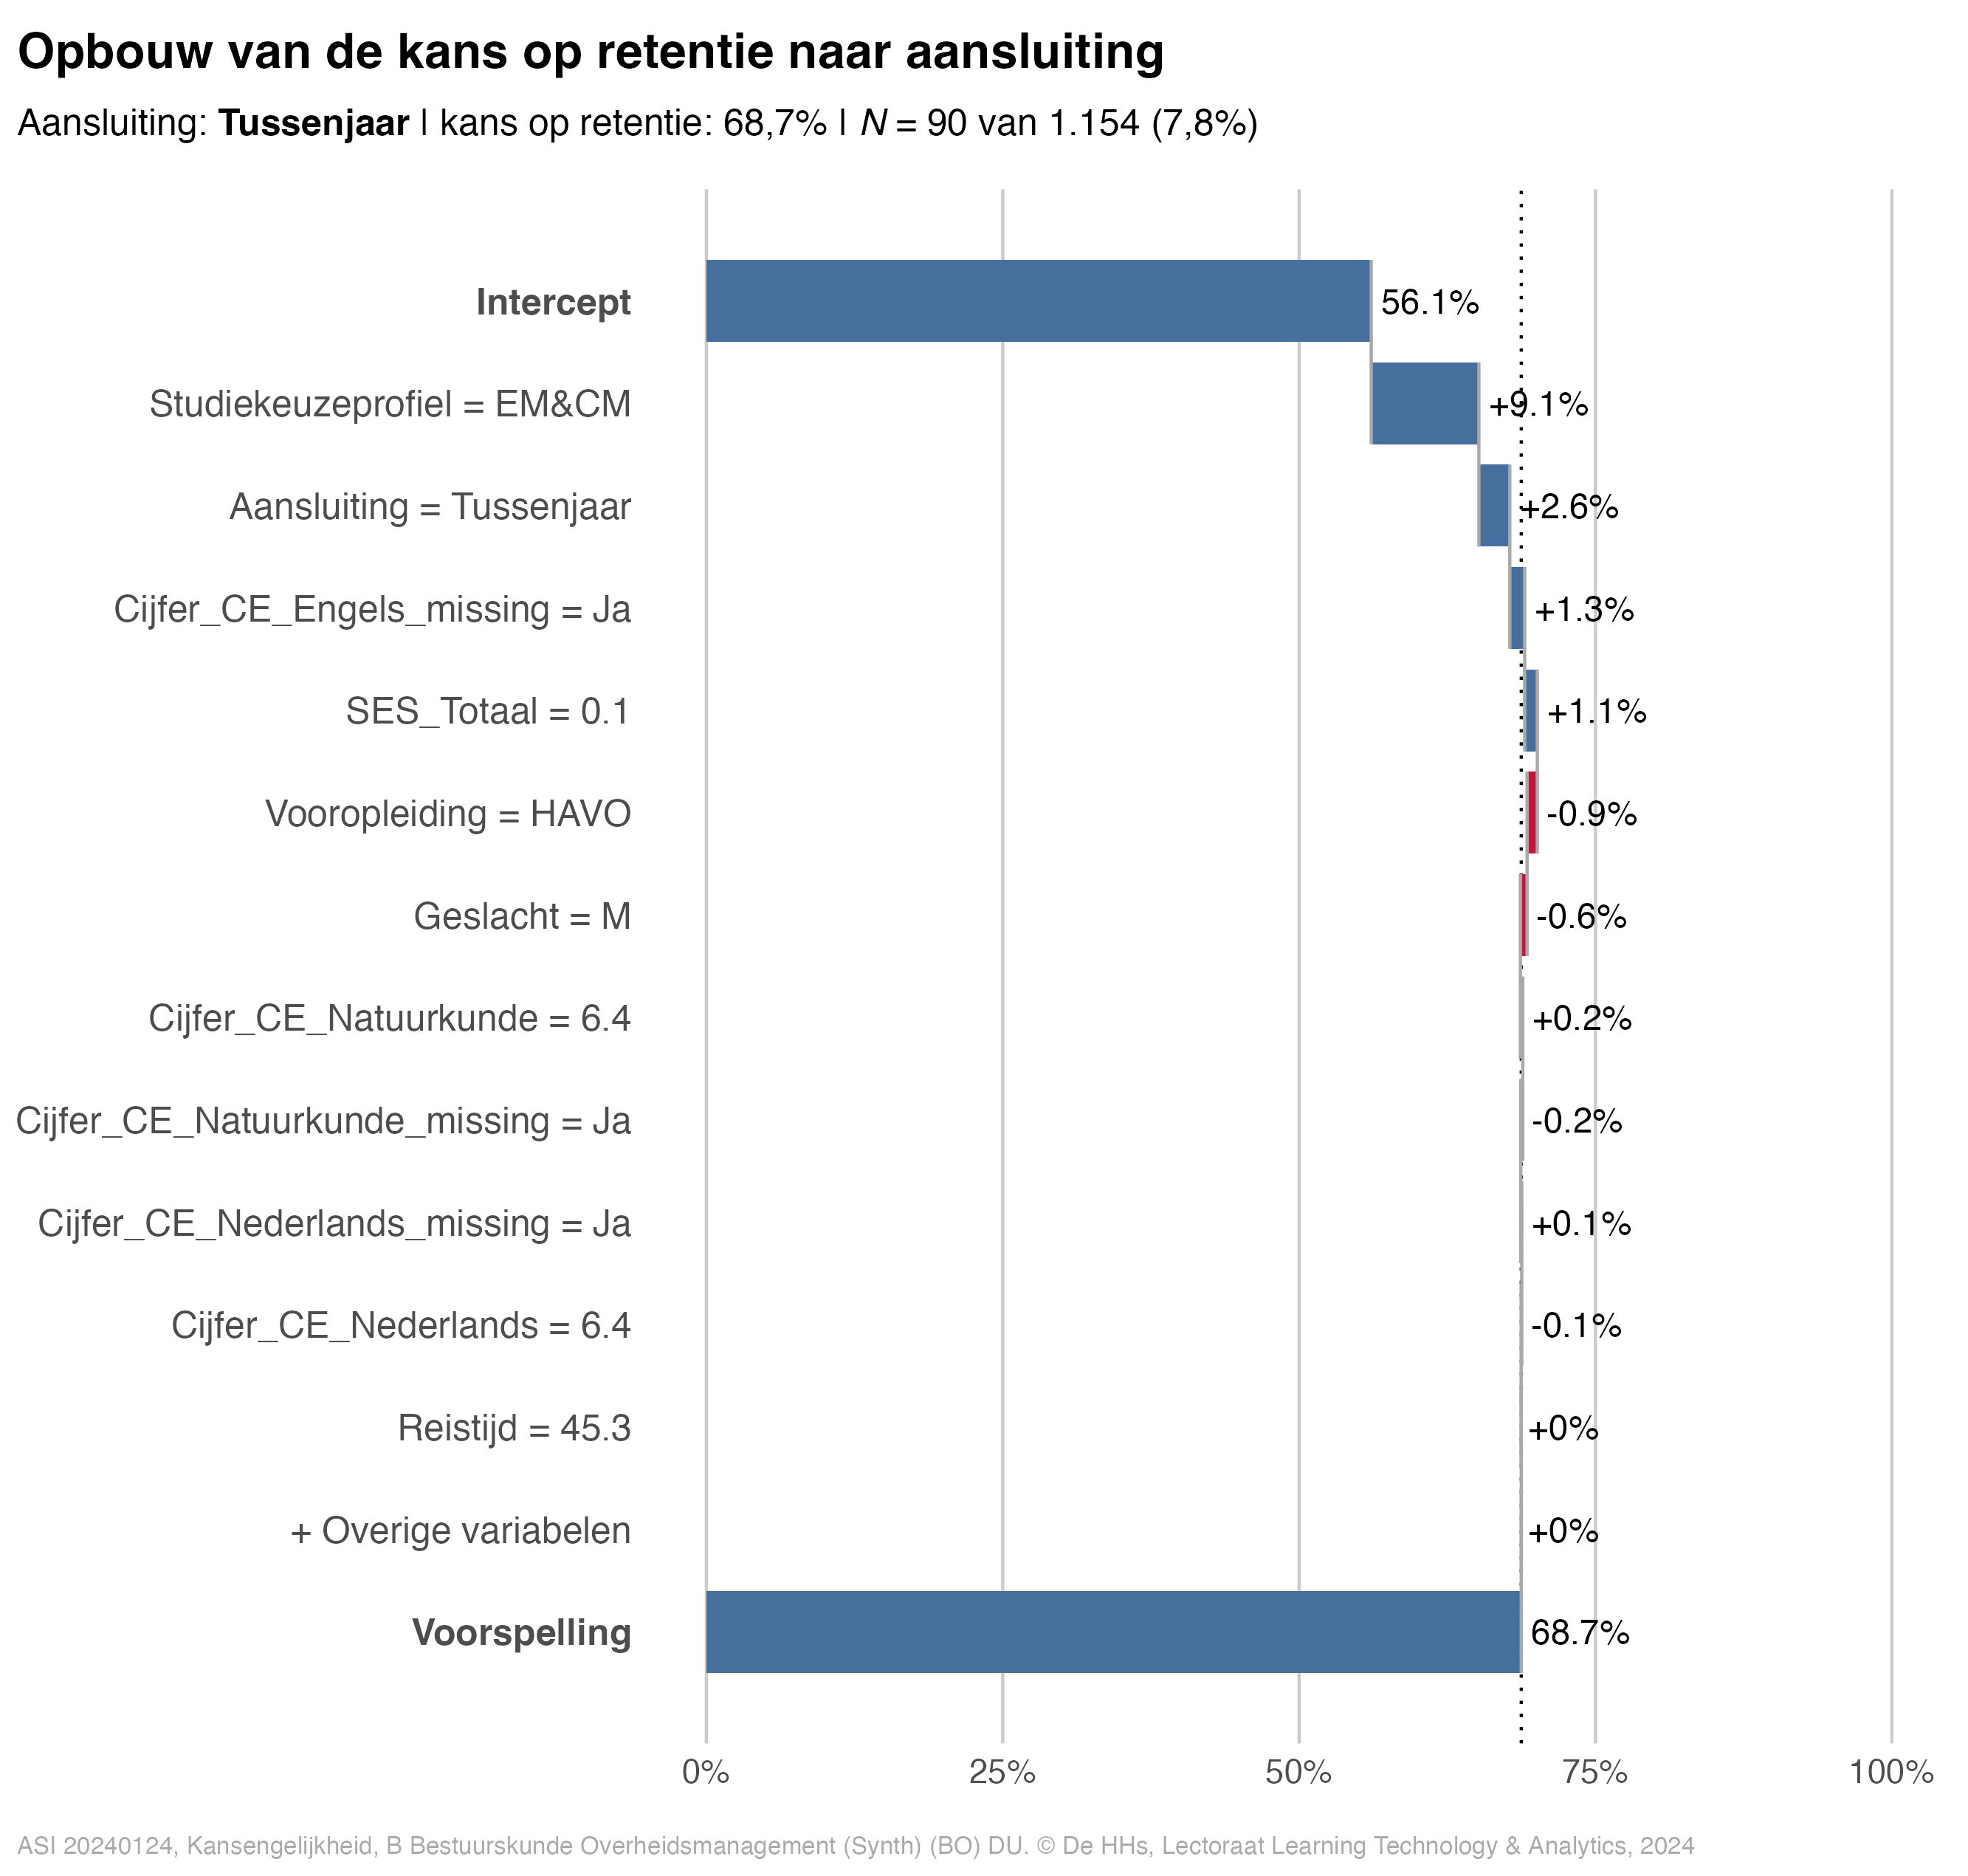 Opbouw van de kans op retentie naar aansluiting
Aansluiting: Tussenjaar | kans op retentie: 68,7% | N = 90 van 1.154 (7,8%)
Intercept 56.1%
Studiekeuzeprofiel = EM&CM +9.1%
Aansluiting = Tussenjaar +2.6%
Cijfer_CE_Engels_missing = Ja +1.3%
SES_Totaal = 0.1 +1.1%
Vooropleiding = HAVO -0.9%
Geslacht = M -0.6%
Cijfer_CE_Natuurkunde = 6.4 +0.2%
Cijfer_CE_Natuurkunde_missing = Ja -0.2%
Cijfer_CE_Nederlands_missing = Ja +0.1%
Cijfer_CE_Nederlands = 6.4 -0.1%
Reistijd = 45.3 +0%
+ Overige variabelen +0%
Voorspelling 68.7%
0% 25% 50% 75% 100%
ASI 20240124, Kansengelijkheid, B Bestuurskunde Overheidsmanagement (Synth) (BO) DU. © De HHs, Lectoraat Learning Technology & Analytics, 2024